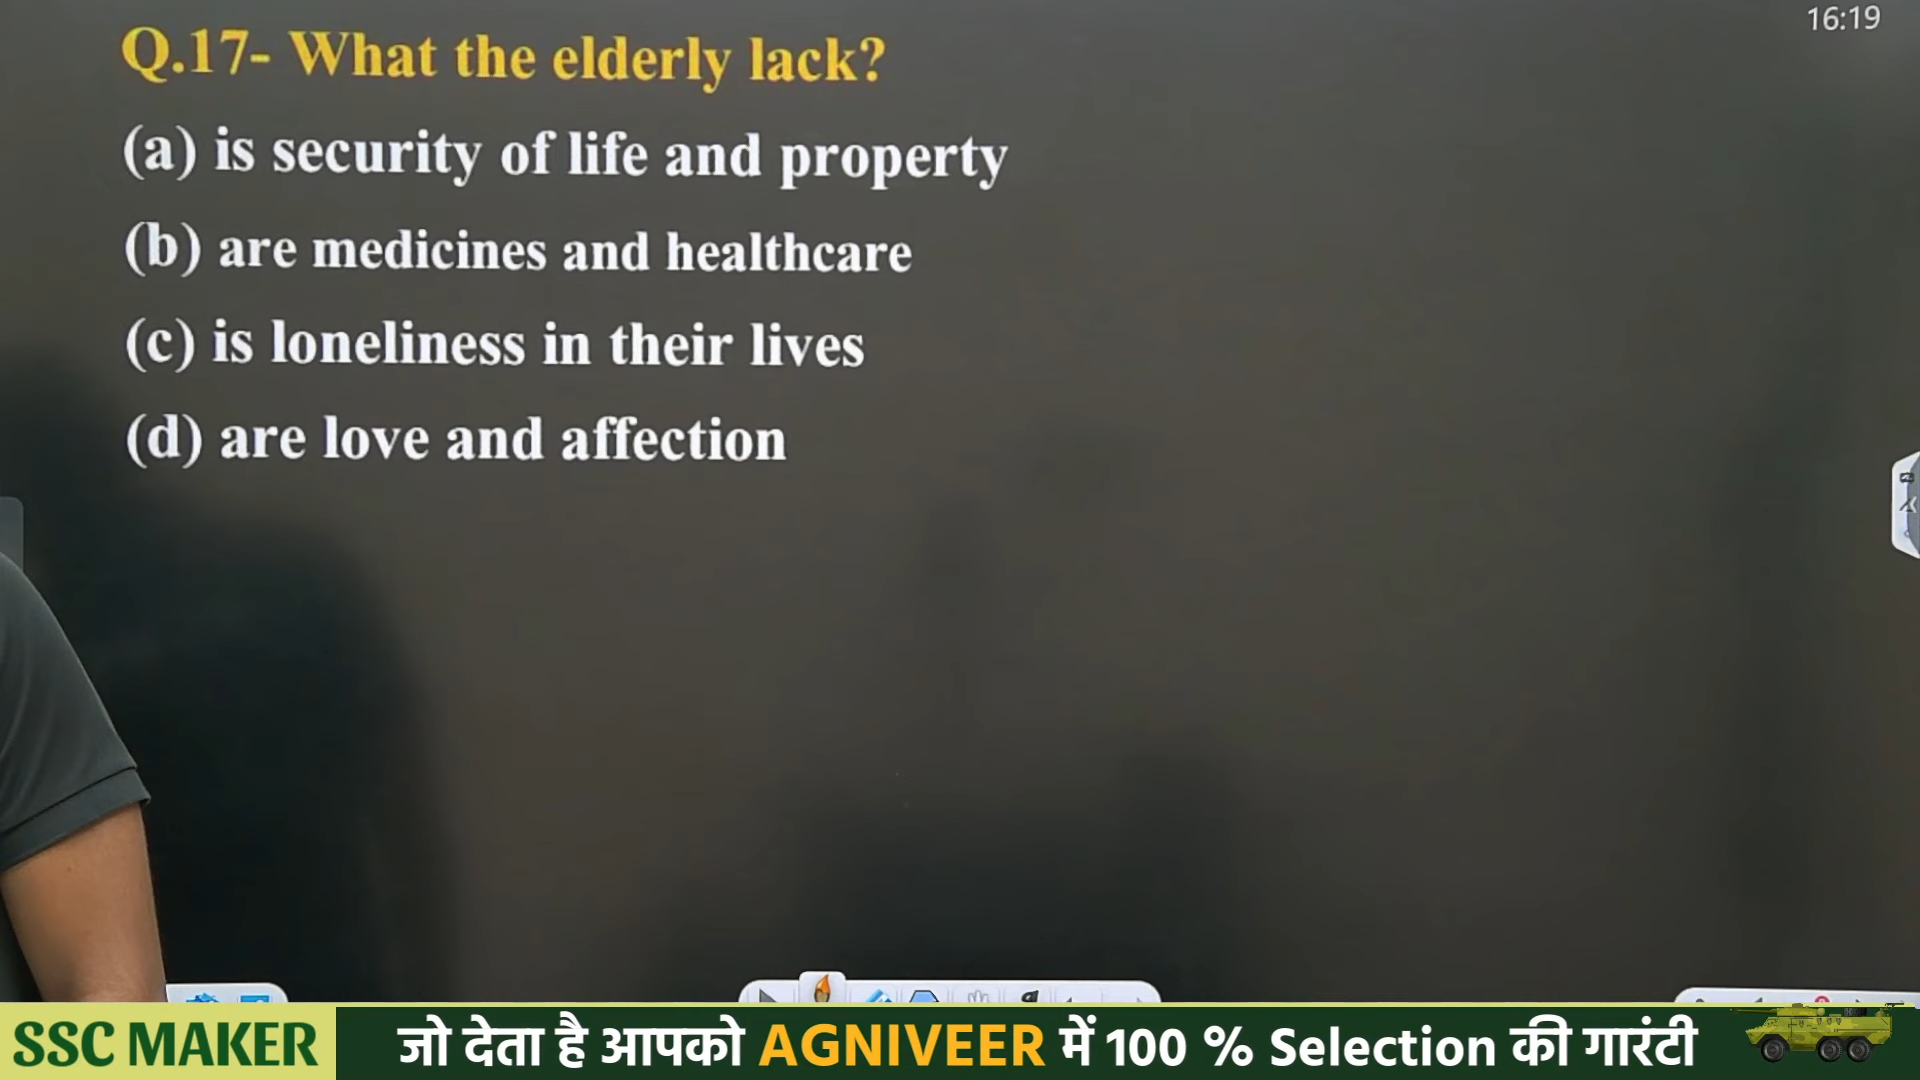 16:19
Q.17- What the elderly lack?
(a) is security of life and property
(b) are medicines and healthcare
(c) is loneliness in their lives
(d) are love and affection
SSC MAKER
जो देता है आपको AGNIVEER में 100 % Selection की गारंटी